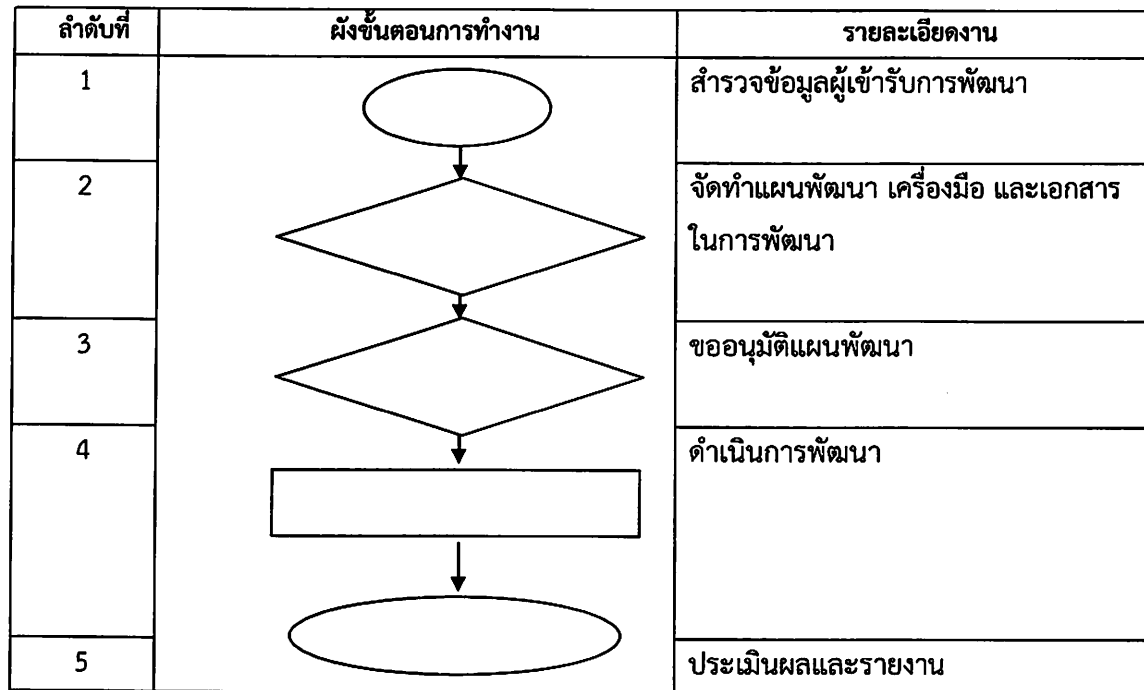 ลำดับที่ ผังขั้นตอนการทำงาน รายละเอียดงาน
1 สำรวจข้อมูลผู้เข้ารับการพัฒนา
2 จัดทำแผนพัฒนา เครื่องมือ และเอกสาร
ในการพัฒนา
3 ขออนุมัติแผนพัฒนา
4 ดำเนินการพัฒนา
5 ประเมินผลและรายงาน